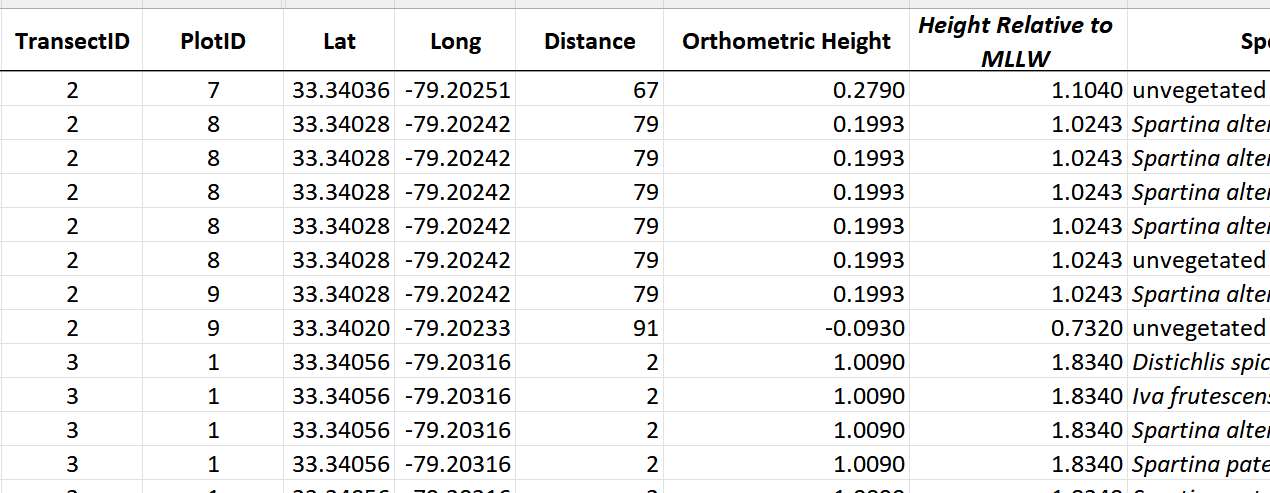 TransectID PlotID Lat Long Distance Orthometric Height Height Relative to MLLW
2 7 33.34036 -79.20251 67 0.2790 1.1040 unvegetated
2 8 33.34028 -79.20242 79 0.1993 1.0243 Spartina
2 8 33.34028 -79.20242 79 0.1993 1.0243 Spartina
2 8 33.34028 -79.20242 79 0.1993 1.0243 Spartina
2 8 33.34028 -79.20242 79 0.1993 1.0243 Spartina
2 8 33.34028 -79.20242 79 0.1993 1.0243 unvegetated
2 9 33.34028 -79.20242 79 0.1993 1.0243 Spartina
2 9 33.34020 -79.20233 91 -0.0930 0.7320 unvegetated
3 1 33.34056 -79.20316 2 1.0090 1.8340 Distichlis spic
3 1 33.34056 -79.20316 2 1.0090 1.8340 Iva frutescens
3 1 33.34056 -79.20316 2 1.0090 1.8340 Spartina
3 1 33.34056 -79.20316 2 1.0090 1.8340 Spartina pate